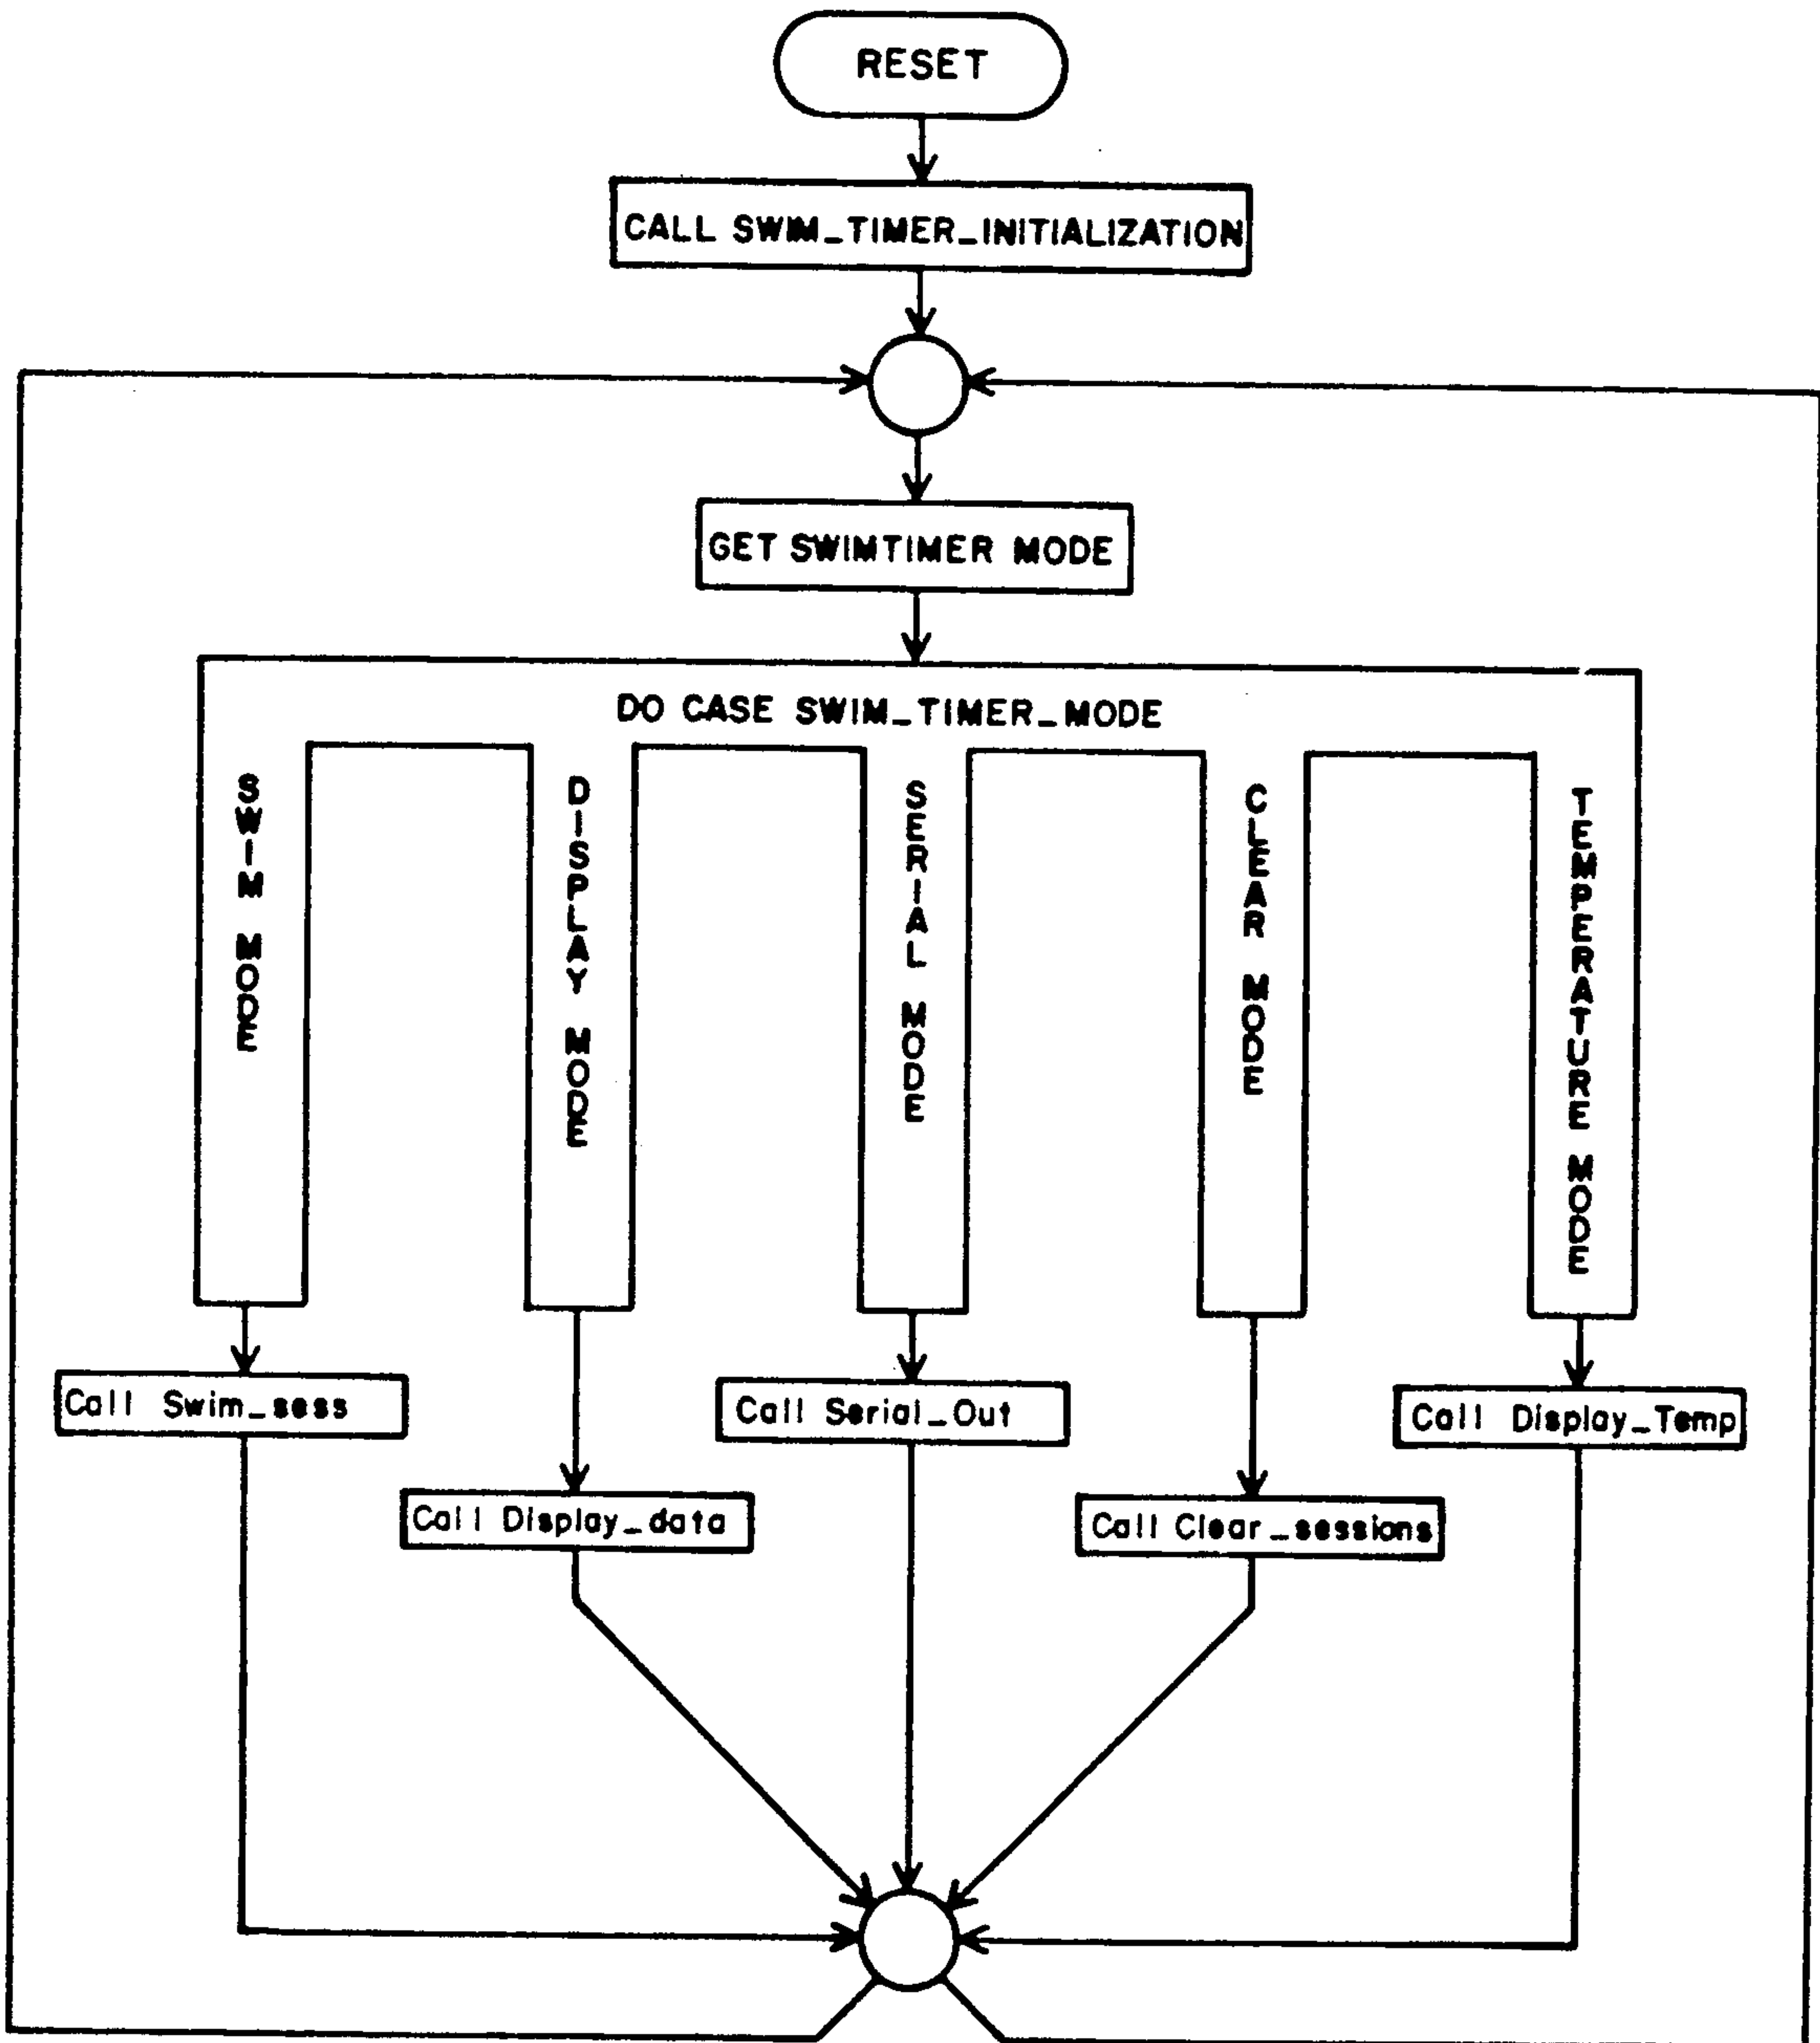 RESET
CALL SWIM_TIMER_INITIALIZATION
GET SWIMTIMER MODE
DO CASE SWIM_TIMER_MODE
SWIM MODE
DISPLAY MODE
SERIAL MODE
CLEAR MODE
TEMPERATURE MODE
Call Swim_sess
Call Serial_Out
Call Display_Temp
Call Display_data
Call Clear_sessions